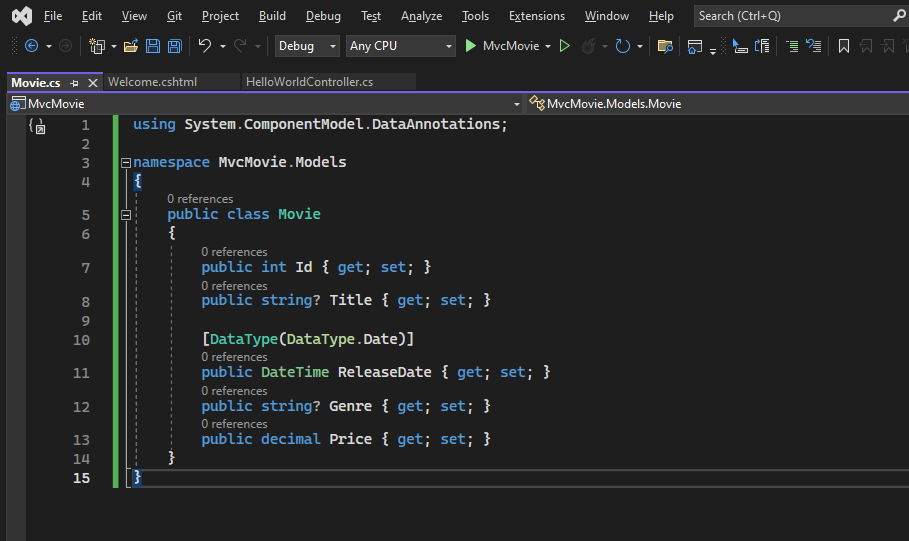 File Edit View Git Project Build Debug Test Analyze Tools Extensions Window Help Search (Ctrl+Q)
Debug Any CPU MvcMovie
Movie.cs Welcome.cshtml HelloWorldController.cs
MvcMovie MvcMovie.Models.Movie
1 using System.ComponentModel.DataAnnotations;
2
3 namespace MvcMovie.Models
4 {
0 references
5 public class Movie
6 {
0 references
7 public int Id { get; set; }
0 references
8 public string? Title { get; set; }
9
10 [DataType(DataType.Date)]
0 references
11 public DateTime ReleaseDate { get; set; }
0 references
12 public string? Genre { get; set; }
0 references
13 public decimal Price { get; set; }
14 }
15 }